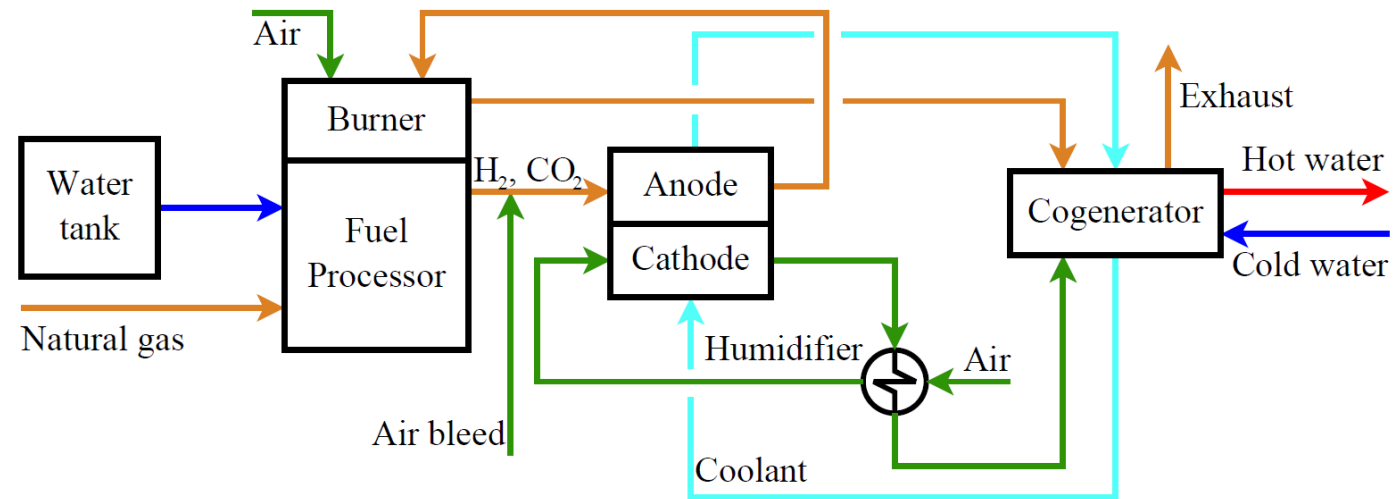 Air
Burner
Exhaust
Water
tank
H₂, CO₂
Anode
Hot water
Fuel
Processor
Cathode
Cogenerator
Cold water
Natural gas
Humidifier
Air
Air bleed
Coolant